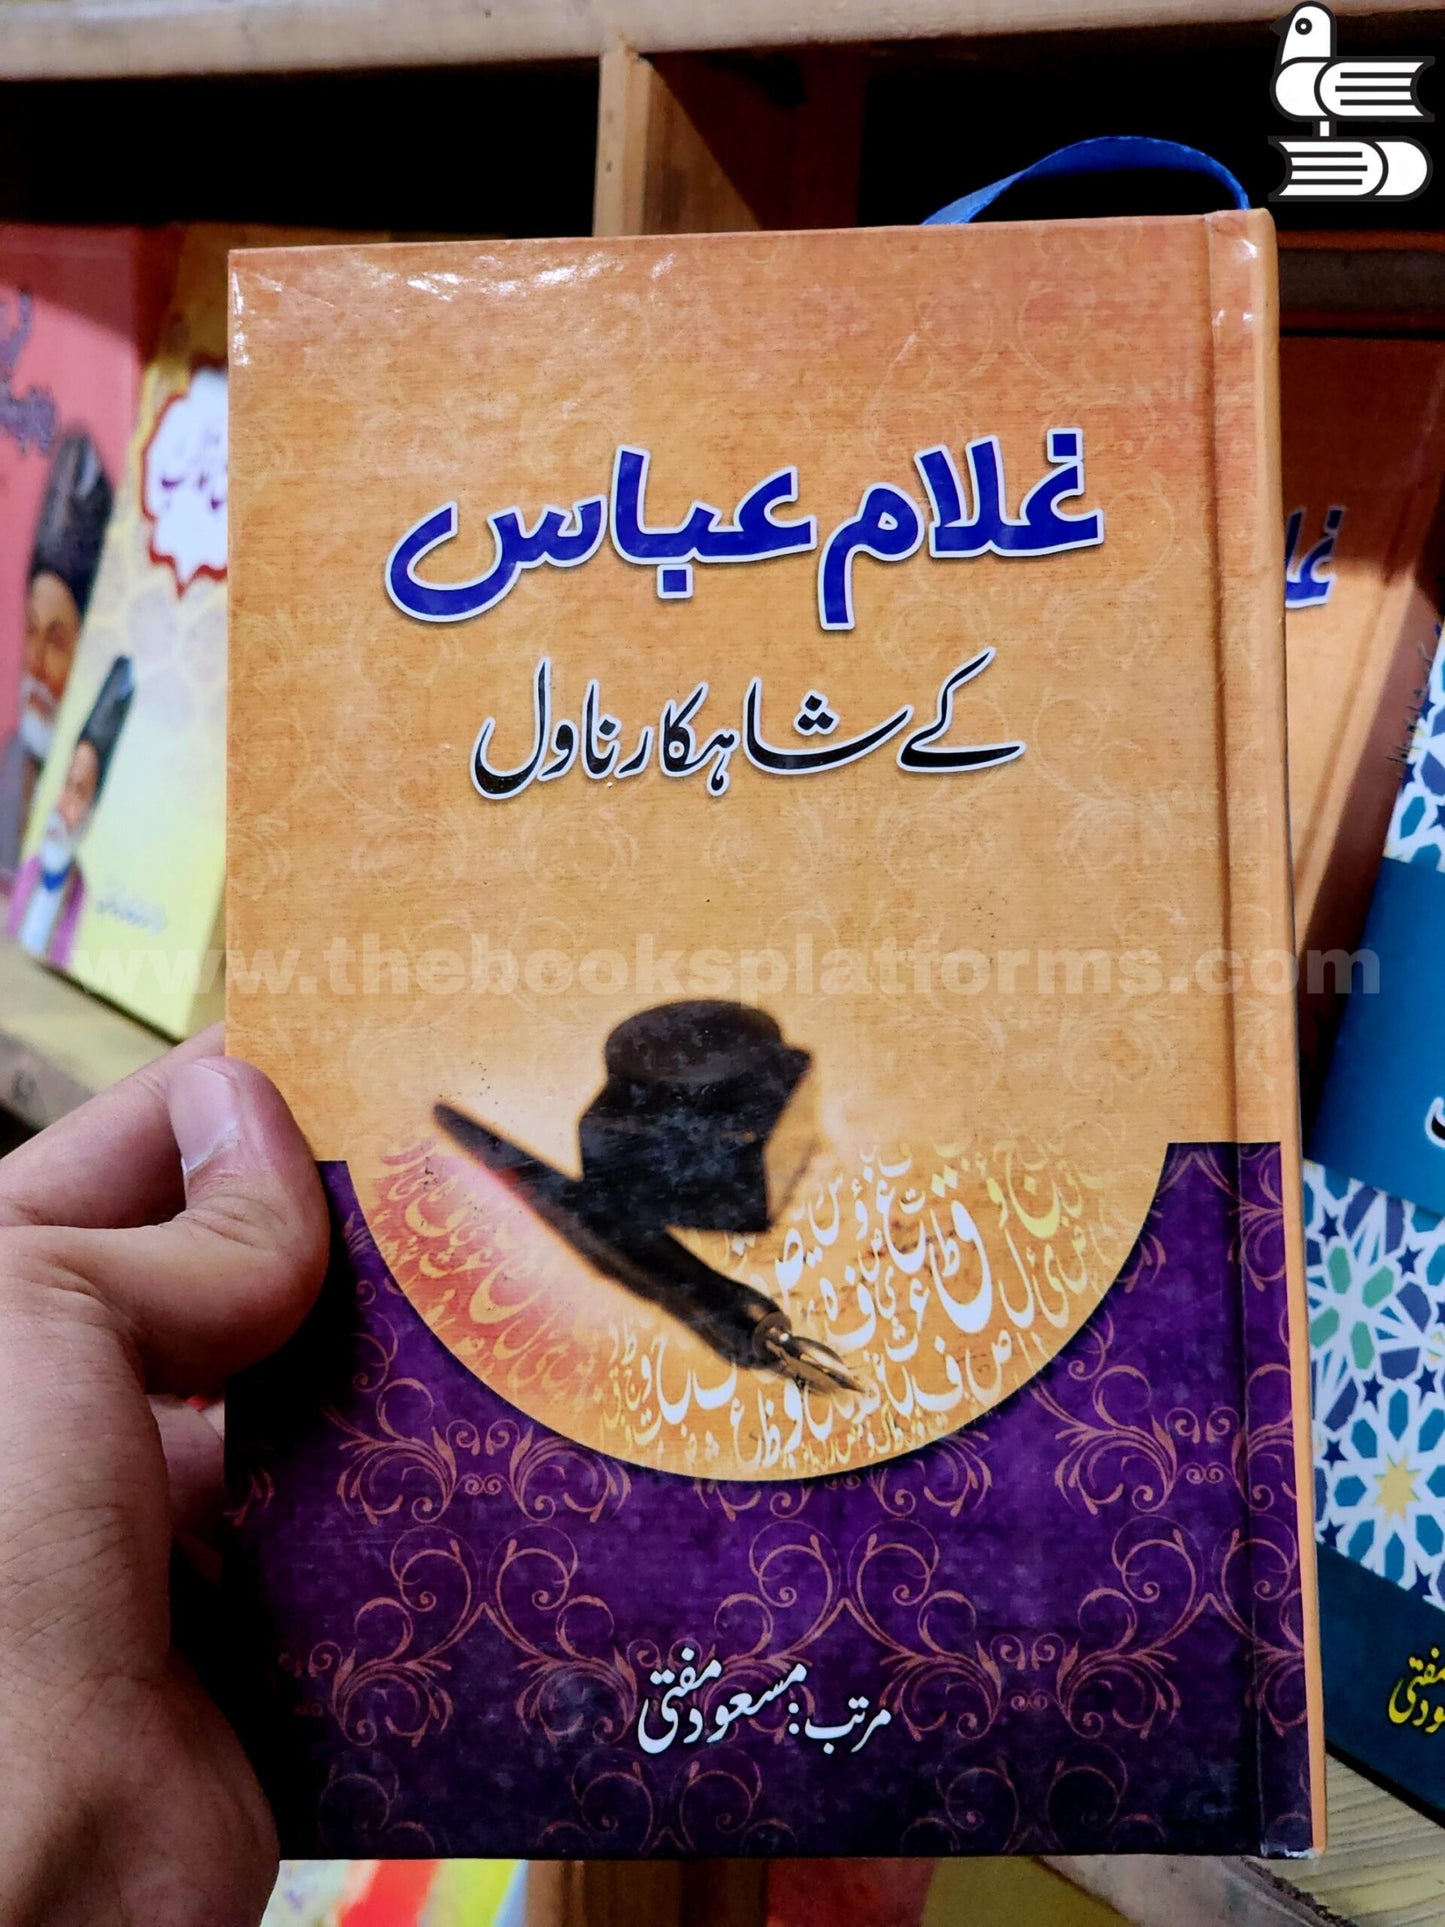 غلام عباس
کے شاہکار ناول
www.thebooksplatforms.com
مرتب: مسعود مفتی